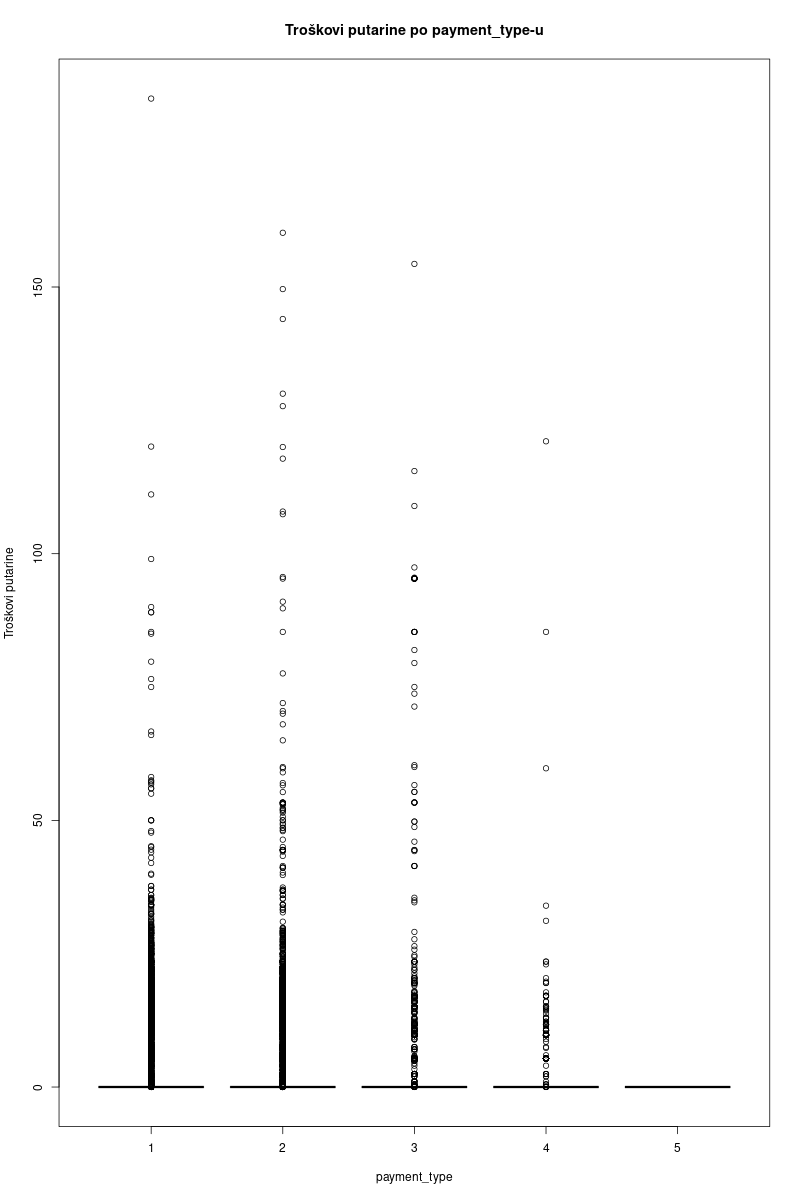 Troškovi putarine po payment_type-u
Troškovi putarine
150
100
50
0
1 2 3 4 5
payment_type